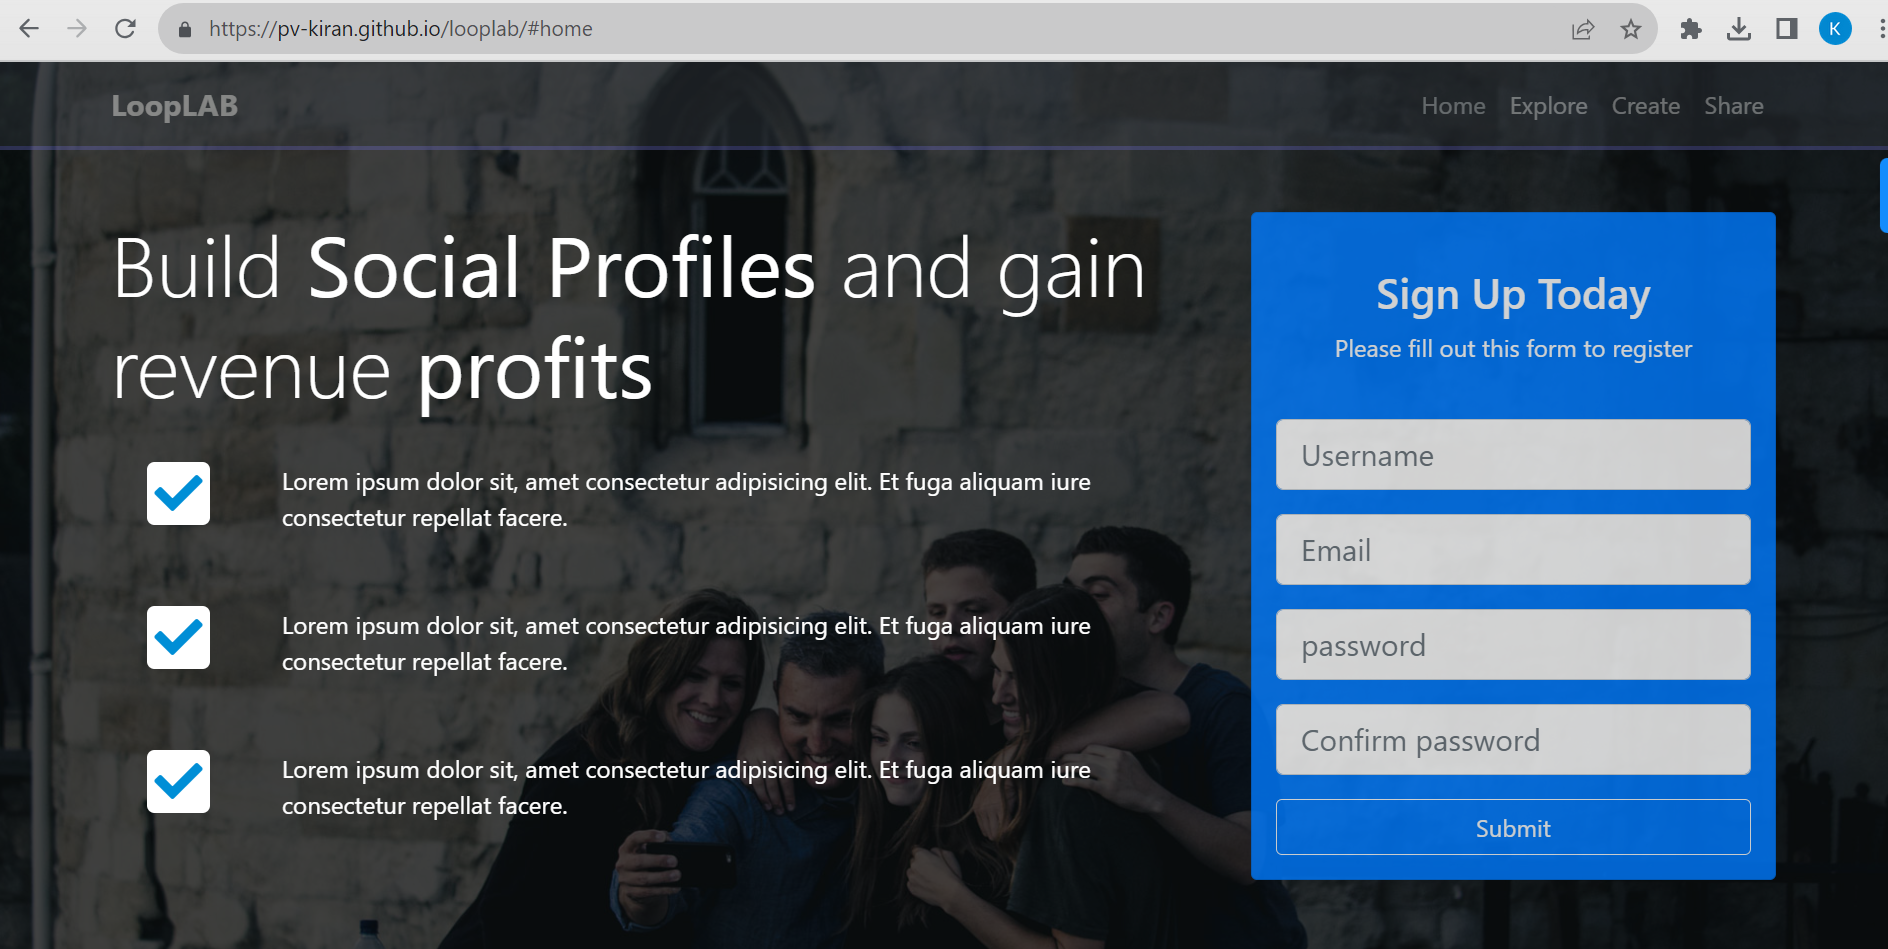 https://pv-kiran.github.io/looplab/#home
K
LoopLAB
Home Explore Create Share
Build Social Profiles and gain
revenue profits
Lorem ipsum dolor sit, amet consectetur adipisicing elit. Et fuga aliquam iure
consectetur repellat facere.
Lorem ipsum dolor sit, amet consectetur adipisicing elit. Et fuga aliquam iure
consectetur repellat facere.
Lorem ipsum dolor sit, amet consectetur adipisicing elit. Et fuga aliquam iure
consectetur repellat facere.
Sign Up Today
Please fill out this form to register
Username
Email
password
Confirm password
Submit